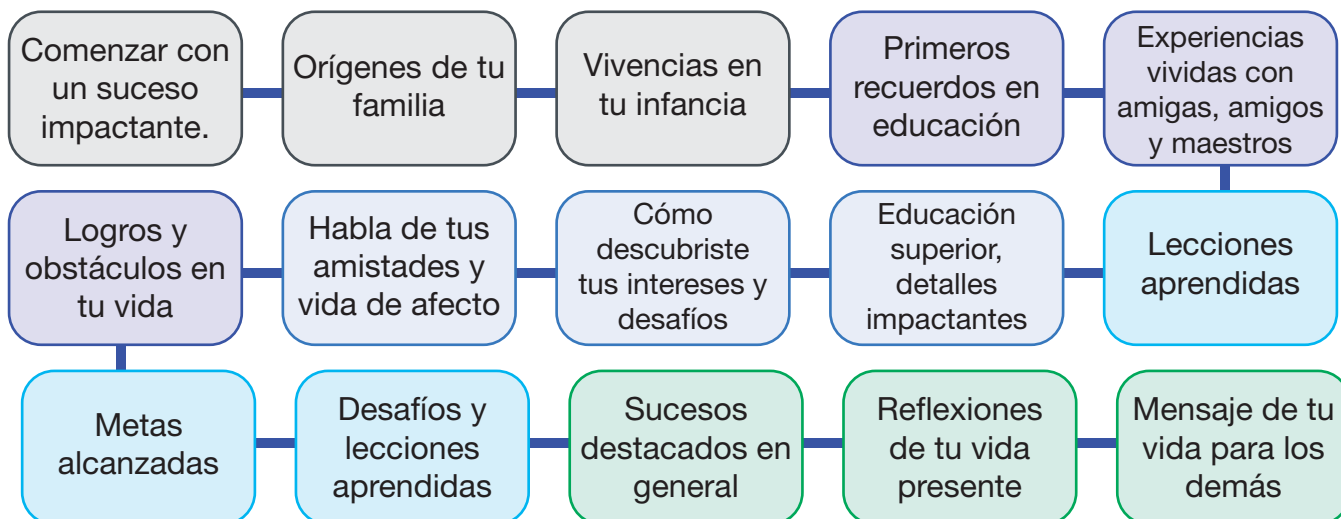 Comenzar con
un suceso
impactante.
Orígenes de tu
familia
Vivencias en
tu infancia
Primeros
recuerdos en
educación
Experiencias
vividas con
amigas, amigos
y maestros
Lecciones
aprendidas
Educación
superior,
detalles
impactantes
Cómo
descubriste
tus intereses y
desafíos
Habla de tus
amistades y
vida de afecto
Logros y
obstáculos en
tu vida
Metas
alcanzadas
Desafíos y
lecciones
aprendidas
Sucesos
destacados en
general
Reflexiones
de tu vida
presente
Mensaje de tu
vida para los
demás